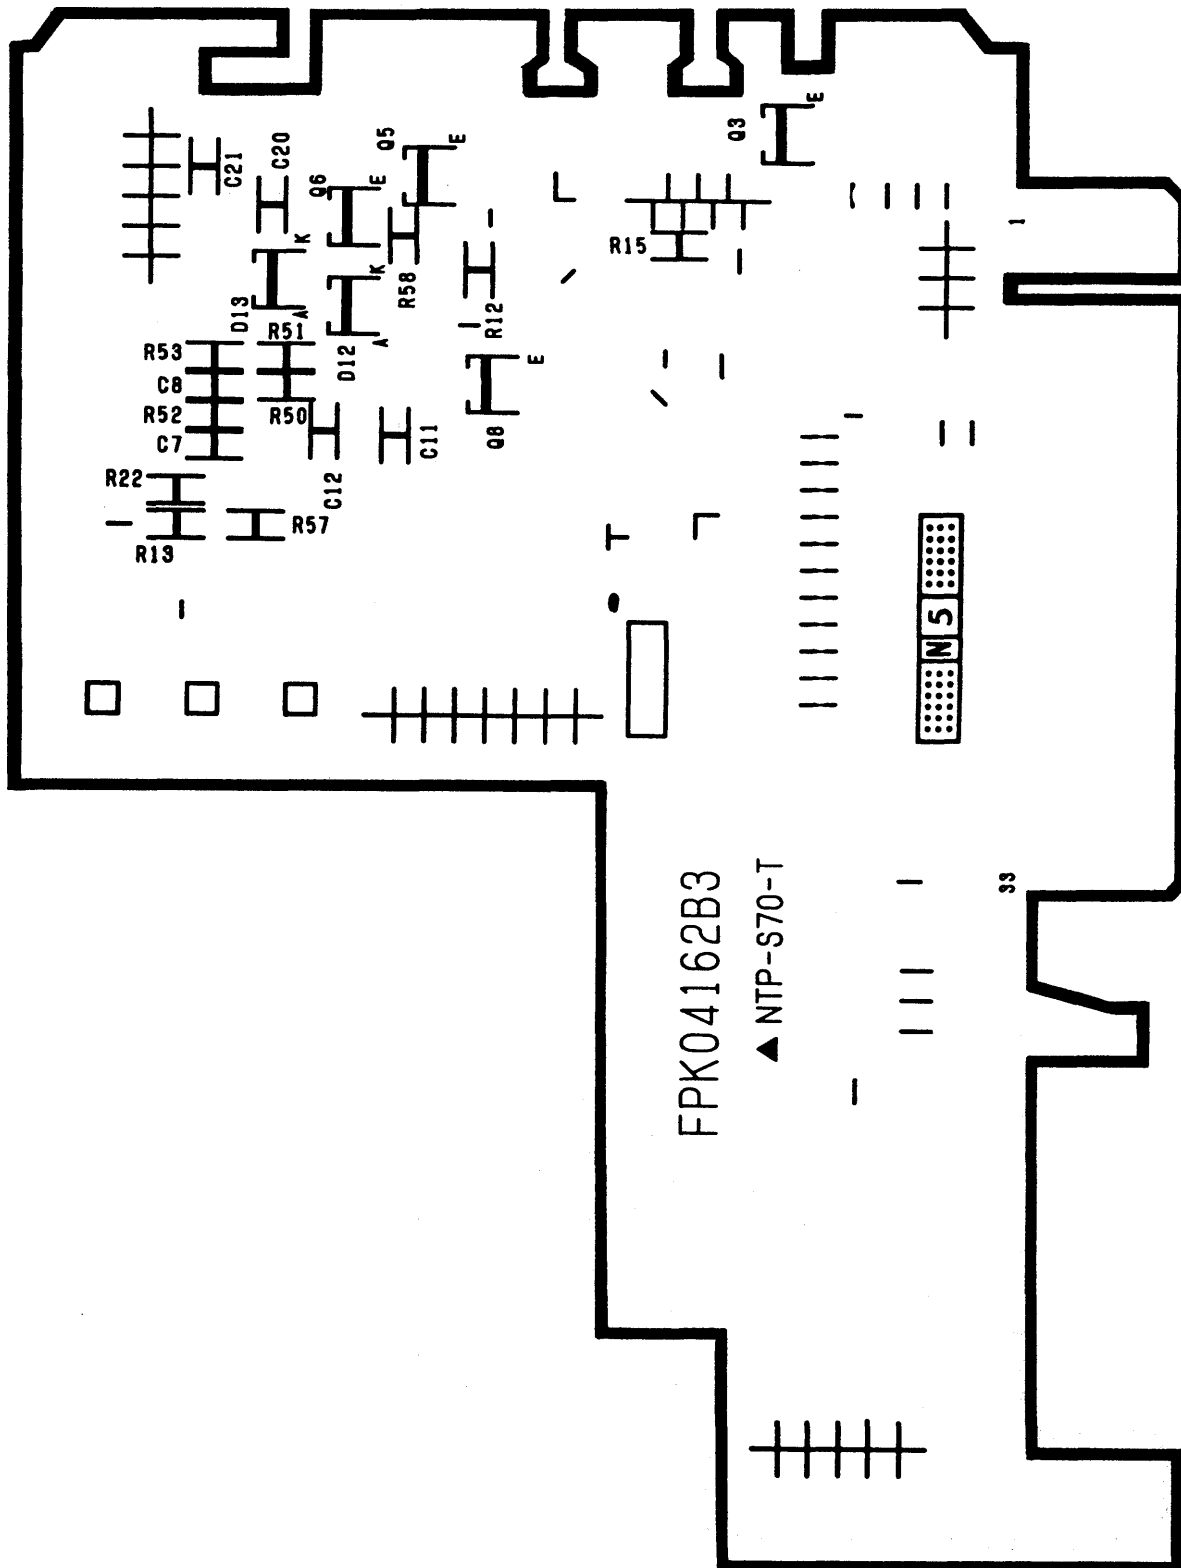 Q3
E
Q5
E
C20
C21
Q6
E
R15
1
K
K
R58
D13
A
R12
R51
D12
A
R53
E
C8
R50
R52
C7
C11
Q8
R22
C12
R57
R13
N 5
FPK04162B3
▲ NTP-S70-T
33